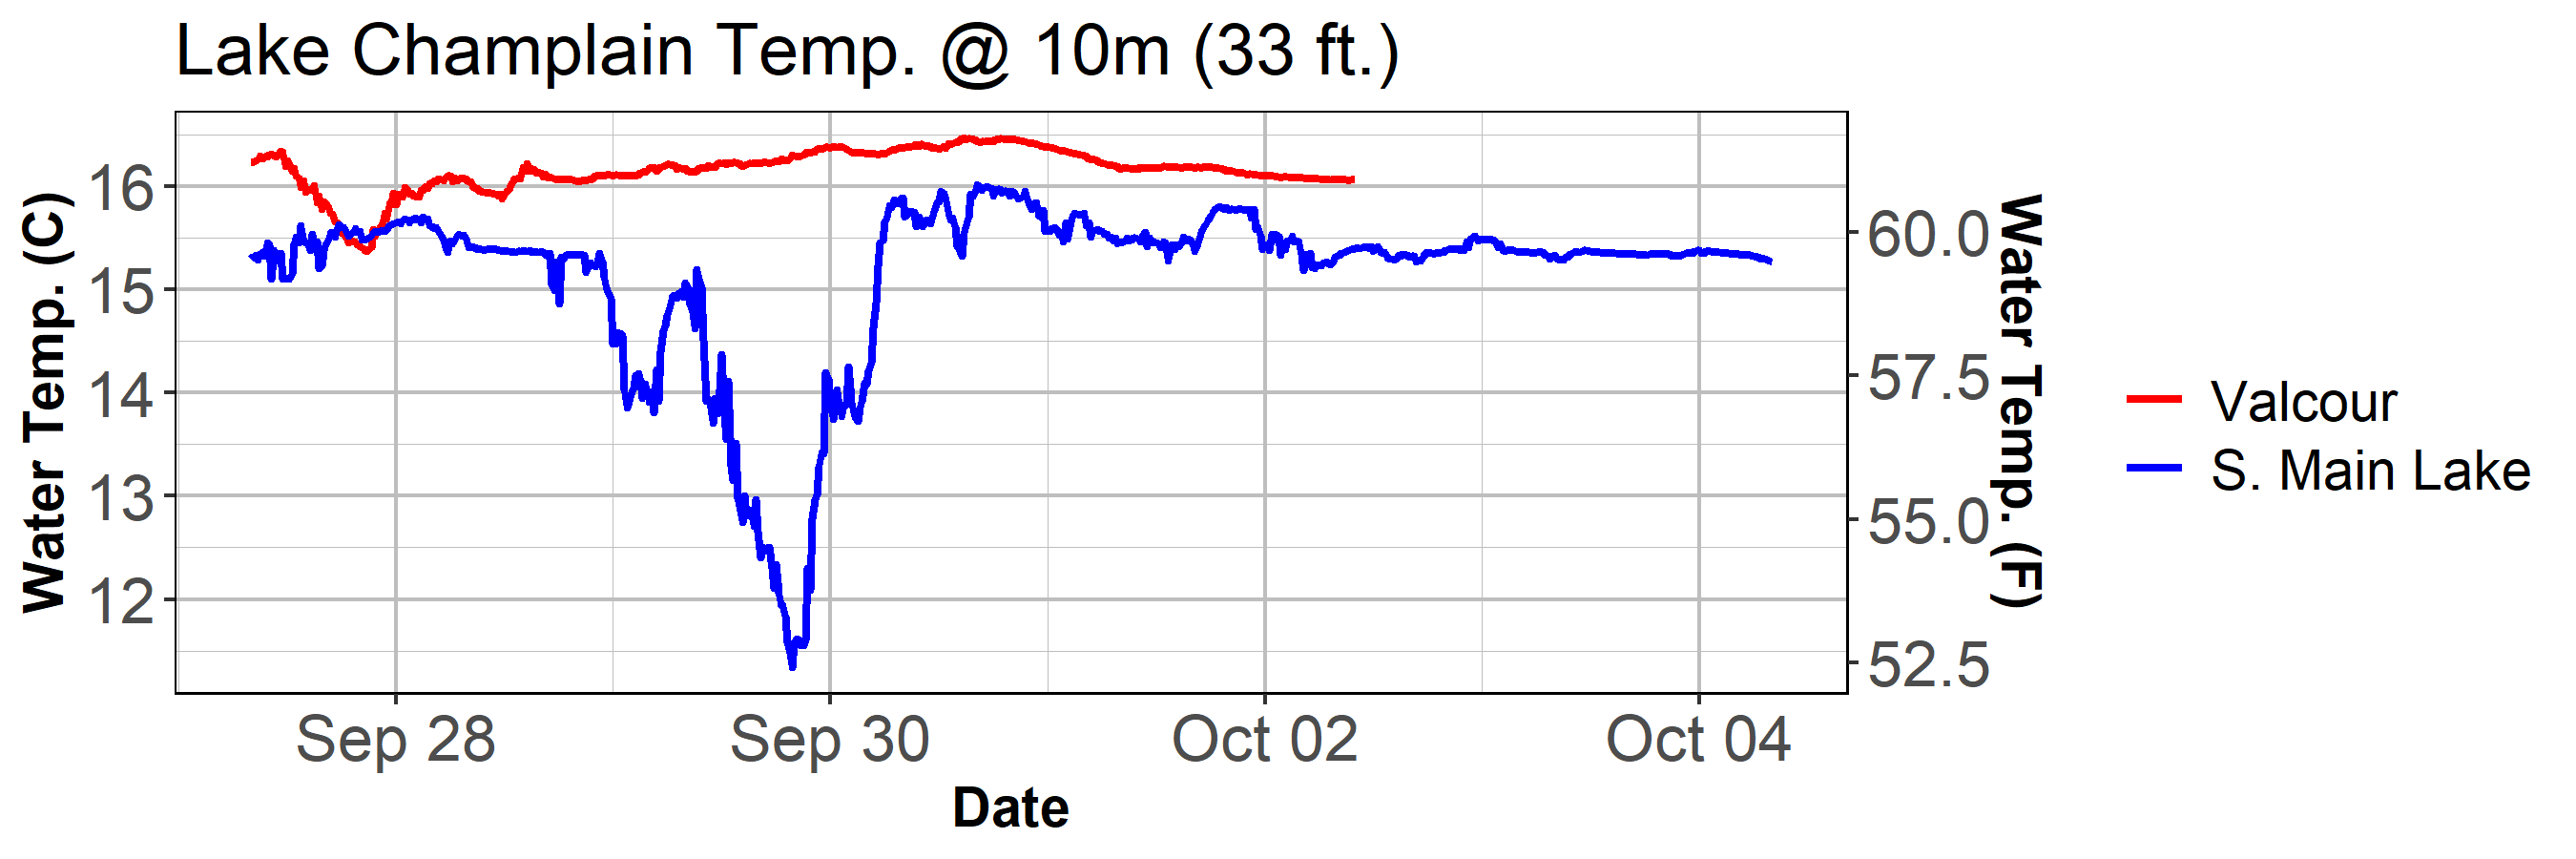 Lake Champlain Temp. @ 10m (33 ft.)
Water Temp. (C)
16
15
14
13
12
Water Temp. (F)
60.0
57.5
55.0
52.5
Sep 28
Sep 30
Oct 02
Oct 04
Date
Valcour
S. Main Lake